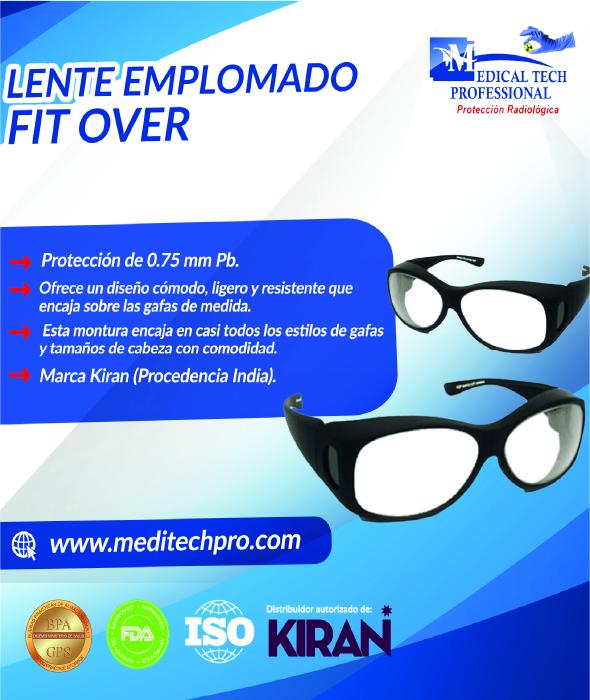 LENTE EMPLOMADO
FIT OVER
MEDICAL TECH
PROFESSIONAL
Protección Radiológica
Protección de 0.75 mm Pb.
Ofrece un diseño cómodo, ligero y resistente que
encaja sobre las gafas de medida.
Esta montura encaja en casi todos los estilos de gafas
y tamaños de cabeza con comodidad.
Marca Kiran (Procedencia India).
www.meditechpro.com
BPA
GPS
APPROVED
FDA
APPROVED
ISO
Distribuidor autorizado de:
KIRAN